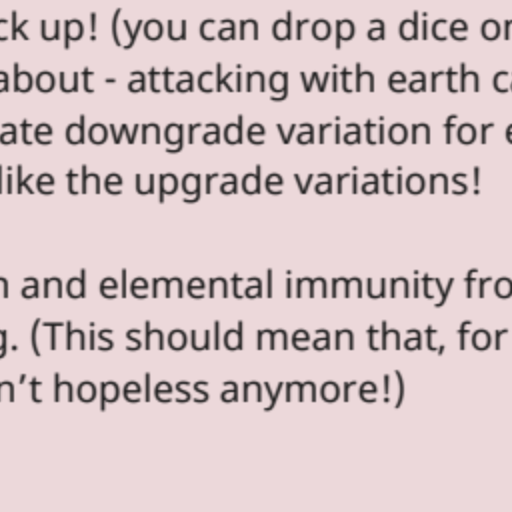 ck up! (you can drop a dice on
about - attacking with earth ca
ate downgrade variation for e
like the upgrade variations!
n and elemental immunity fro
g. (This should mean that, for
n’t hopeless anymore!)